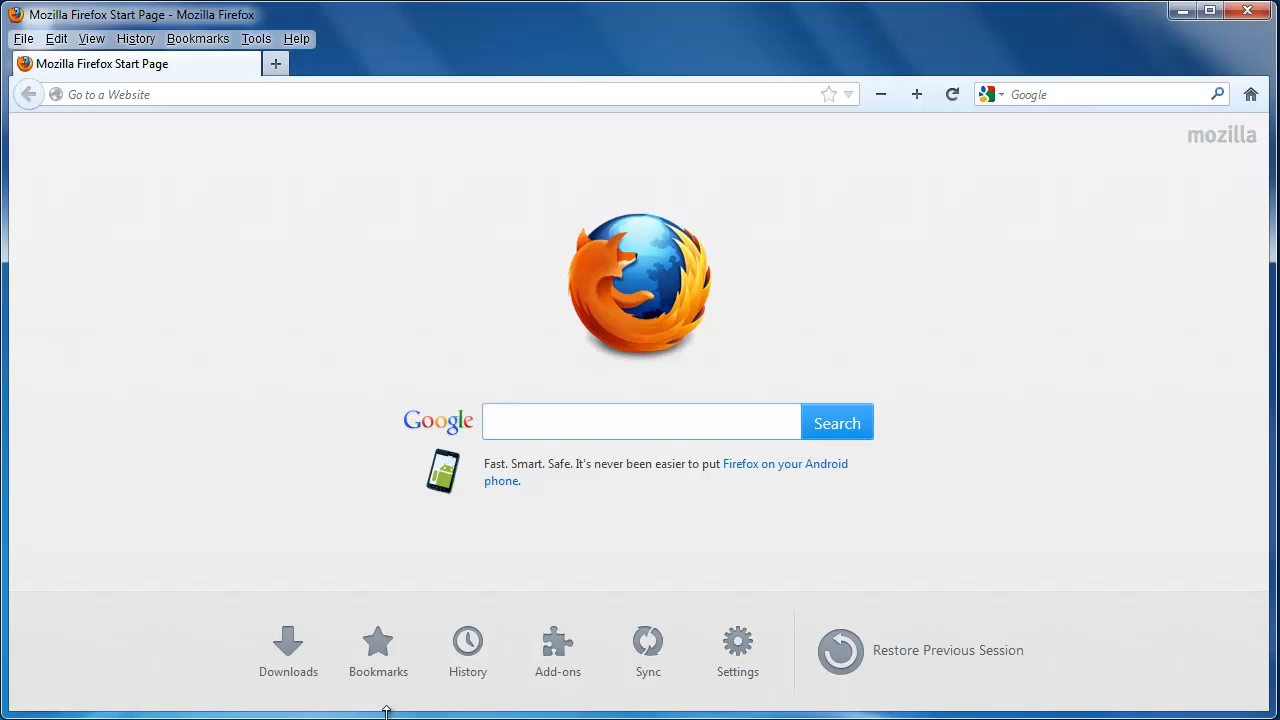 Mozilla Firefox Start Page - Mozilla Firefox
File Edit View History Bookmarks Tools Help
Mozilla Firefox Start Page
Go to a Website
Google
mozilla
Google
Search
Fast. Smart. Safe. It's never been easier to put Firefox on your Android
phone.
Downloads Bookmarks History Add-ons Sync Settings
Restore Previous Session